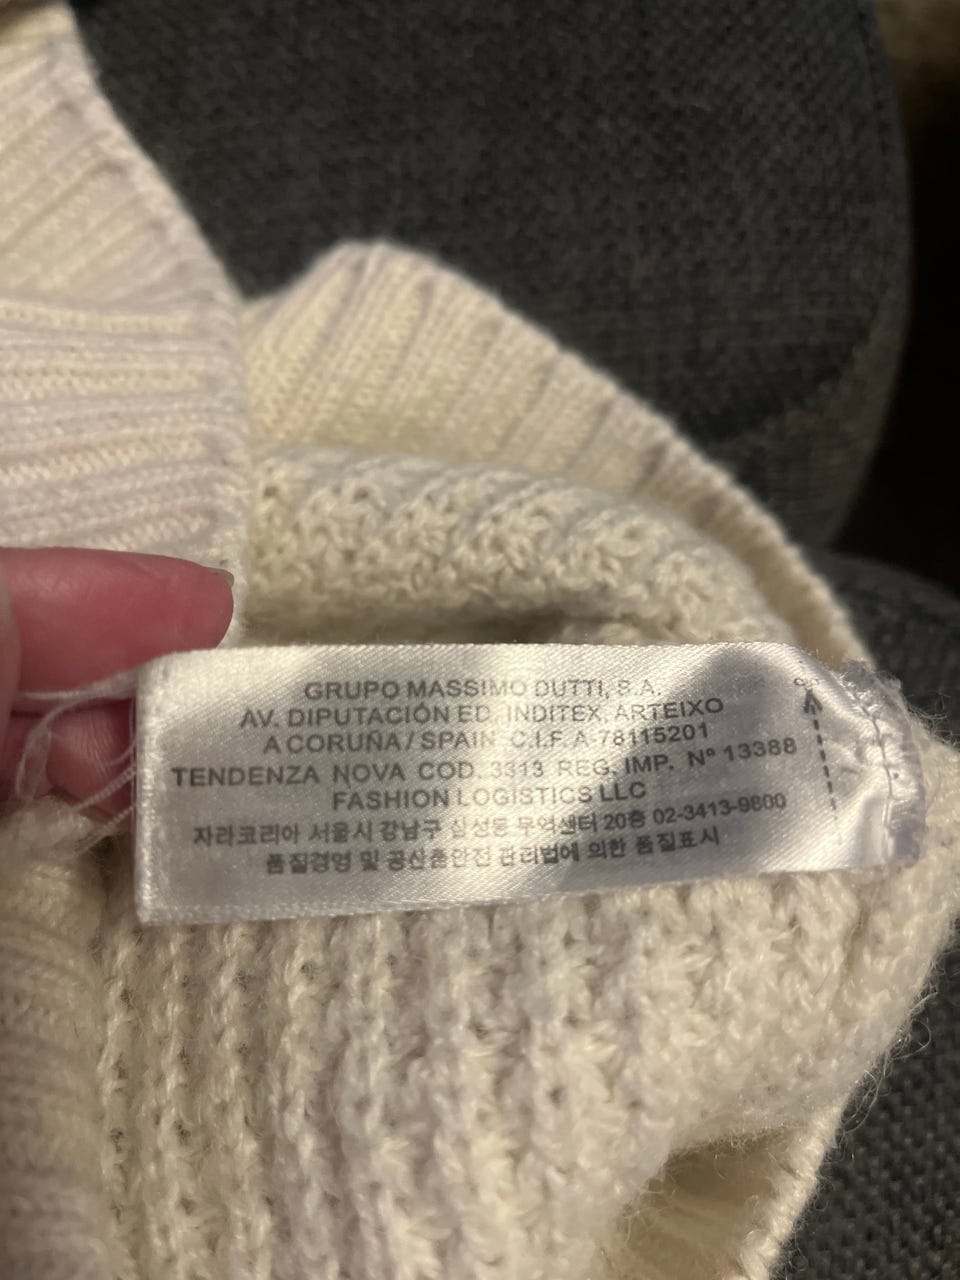 GRUPO MASSIMO DUTTI, S.A.
AV. DIPUTACIÓN ED. INDITEX, ARTEIXO
A CORUÑA / SPAIN C.I.F. A-78115201
TENDENZA NOVA COD. 3313 REG. IMP. Nº 13388
FASHION LOGISTICS LLC
자라코리아 서울시 강남구 삼성동 무역센터 20층 02-3413-9800
품질경영 및 공산품안전 관리법에 의한 품질표시